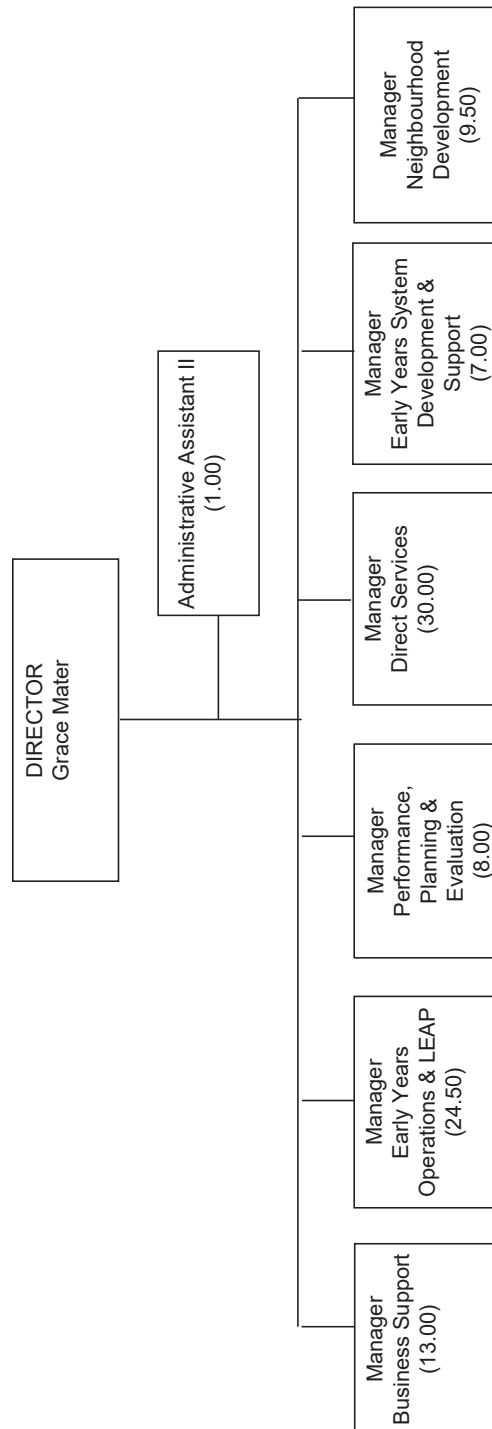 DIRECTOR
Grace Mater
Administrative Assistant II
(1.00)
Manager
Business Support
(13.00)
Manager
Early Years
Operations & LEAP
(24.50)
Manager
Performance,
Planning &
Evaluation
(8.00)
Manager
Direct Services
(30.00)
Manager
Early Years System
Development &
Support
(7.00)
Manager
Neighbourhood
Development
(9.50)